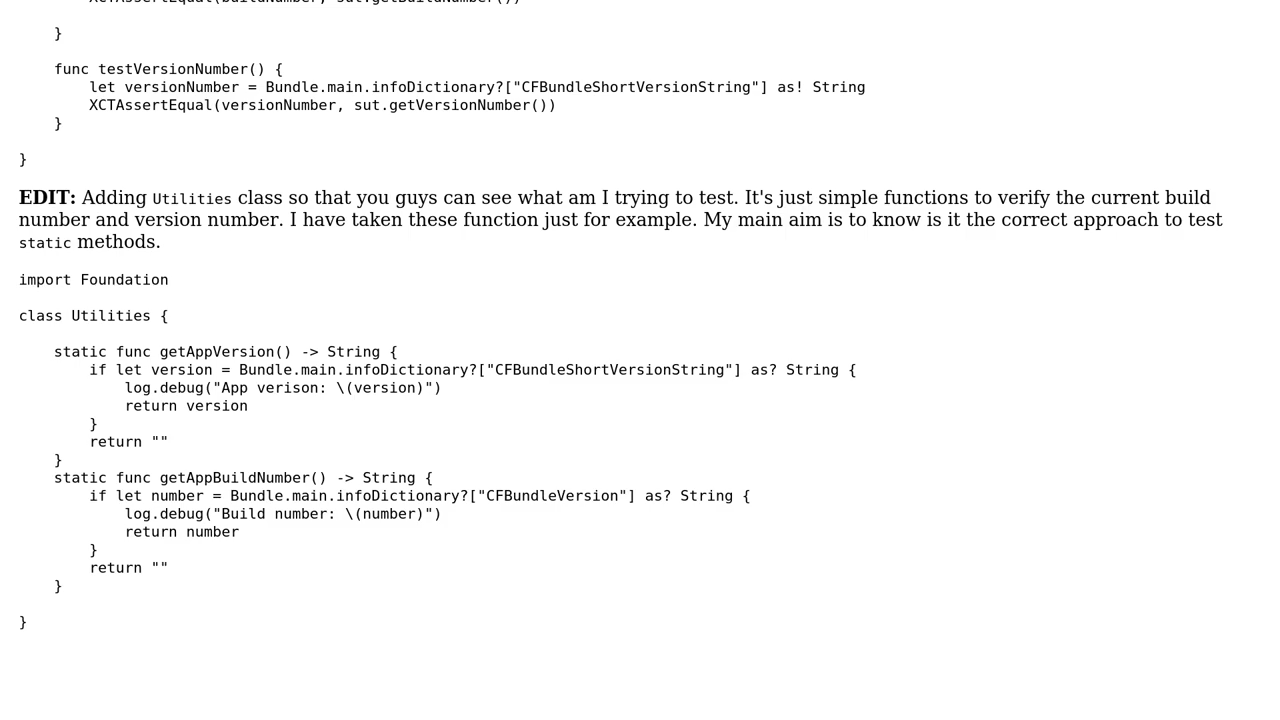 XCTAssertEqual(buildNumber, sut.getBuildNumber())
}
func testVersionNumber() {
let versionNumber = Bundle.main.infoDictionary?["CFBundleShortVersionString"] as! String
XCTAssertEqual(versionNumber, sut.getVersionNumber())
}
}
EDIT: Adding Utilities class so that you guys can see what am I trying to test. It's just simple functions to verify the current build
number and version number. I have taken these function just for example. My main aim is to know is it the correct approach to test
static methods.
import Foundation
class Utilities {
static func getAppVersion() -> String {
if let version = Bundle.main.infoDictionary?["CFBundleShortVersionString"] as? String {
log.debug("App verison: \(version)")
return version
}
return ""
}
static func getAppBuildNumber() -> String {
if let number = Bundle.main.infoDictionary?["CFBundleVersion"] as? String {
log.debug("Build number: \(number)")
return number
}
return ""
}
}